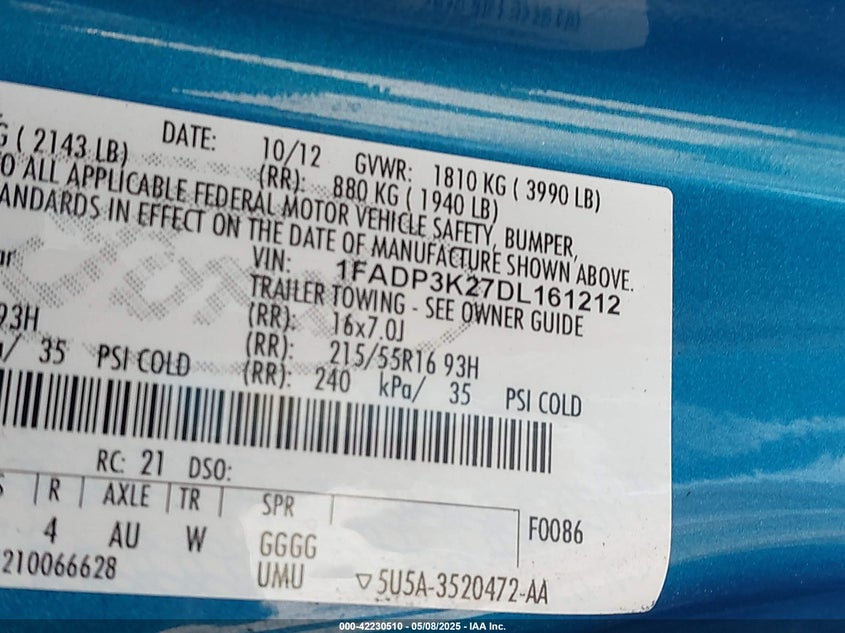 G ( 2143 LB) DATE: 10/12 GVWR: 1810 KG ( 3990 LB)
(RR): 880 KG ( 1940 LB)
O ALL APPLICABLE FEDERAL MOTOR VEHICLE SAFETY, BUMPER,
ANDARDS IN EFFECT ON THE DATE OF MANUFACTURE SHOWN ABOVE.
VIN: 1FADP3K27DL161212
TRAILER TOWING - SEE OWNER GUIDE
(RR): 16x7.0J
93H (RR): 215/55R16 93H
/ 35 PSI COLD (RR): 240 kPa/ 35 PSI COLD
RC: 21 DSO:
S R AXLE TR SPR
4 AU W GGGG F0086
210066628 UMU ▽5U5A-3520472-AA
000-42230510 - 05/08/2025 - IAA Inc.